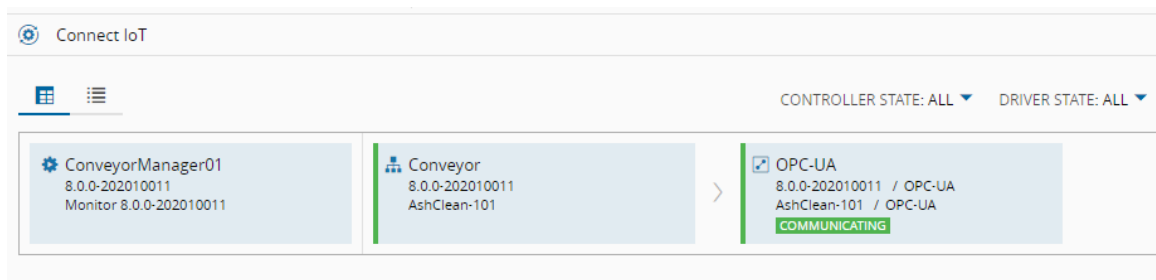 Connect IoT
CONTROLLER STATE: ALL DRIVER STATE: ALL
ConveyorManager01
8.0.0-202010011
Monitor 8.0.0-202010011
Conveyor
8.0.0-202010011
AshClean-101
OPC-UA
8.0.0-202010011 / OPC-UA
AshClean-101 / OPC-UA
COMMUNICATING